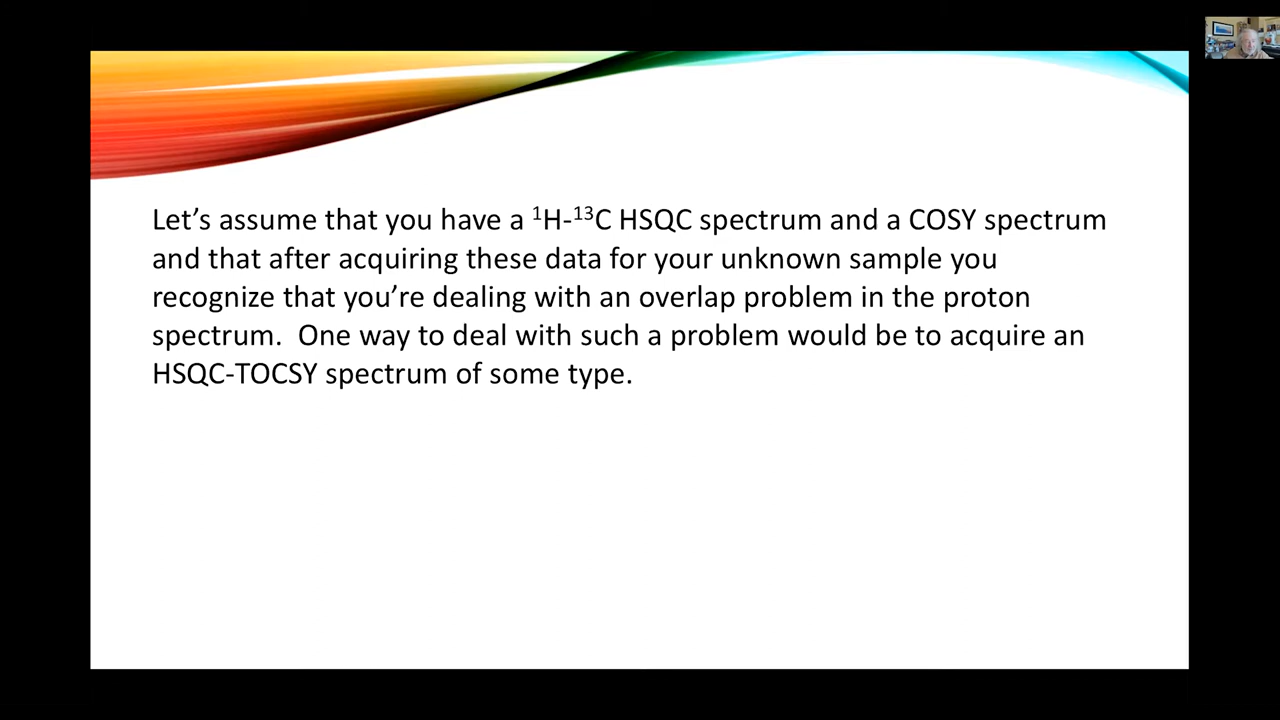 Let’s assume that you have a ¹H-¹³C HSQC spectrum and a COSY spectrum
and that after acquiring these data for your unknown sample you
recognize that you’re dealing with an overlap problem in the proton
spectrum.  One way to deal with such a problem would be to acquire an
HSQC-TOCSY spectrum of some type.